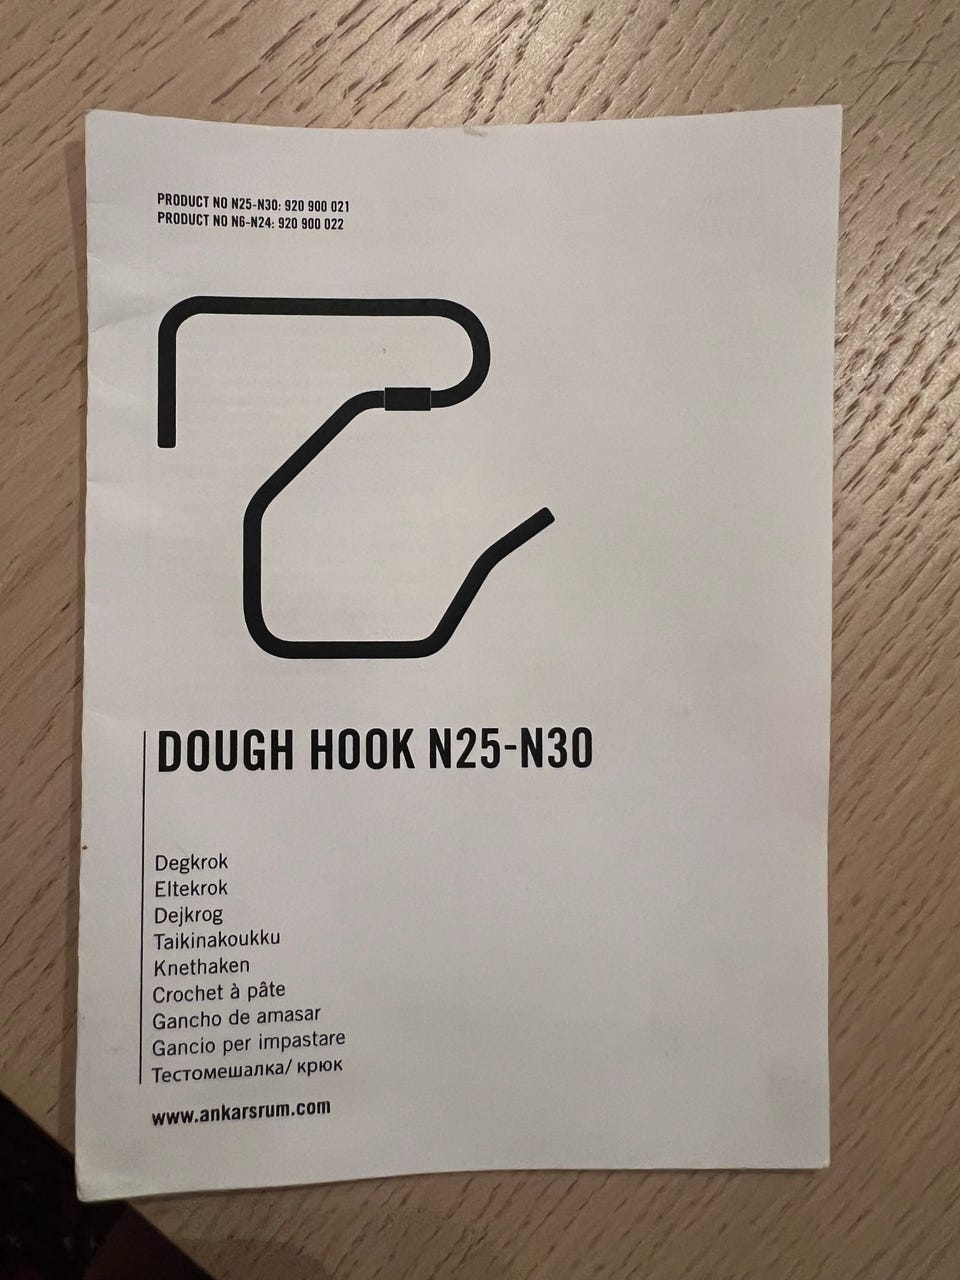 PRODUCT NO N25-N30: 920 900 021
PRODUCT NO N6-N24: 920 900 022
DOUGH HOOK N25-N30
Degkrok
Eltekrok
Dejkrog
Taikinakoukku
Knethaken
Crochet à pâte
Gancho de amasar
Gancio per impastare
Тестомешалка/ крюк
www.ankarsrum.com